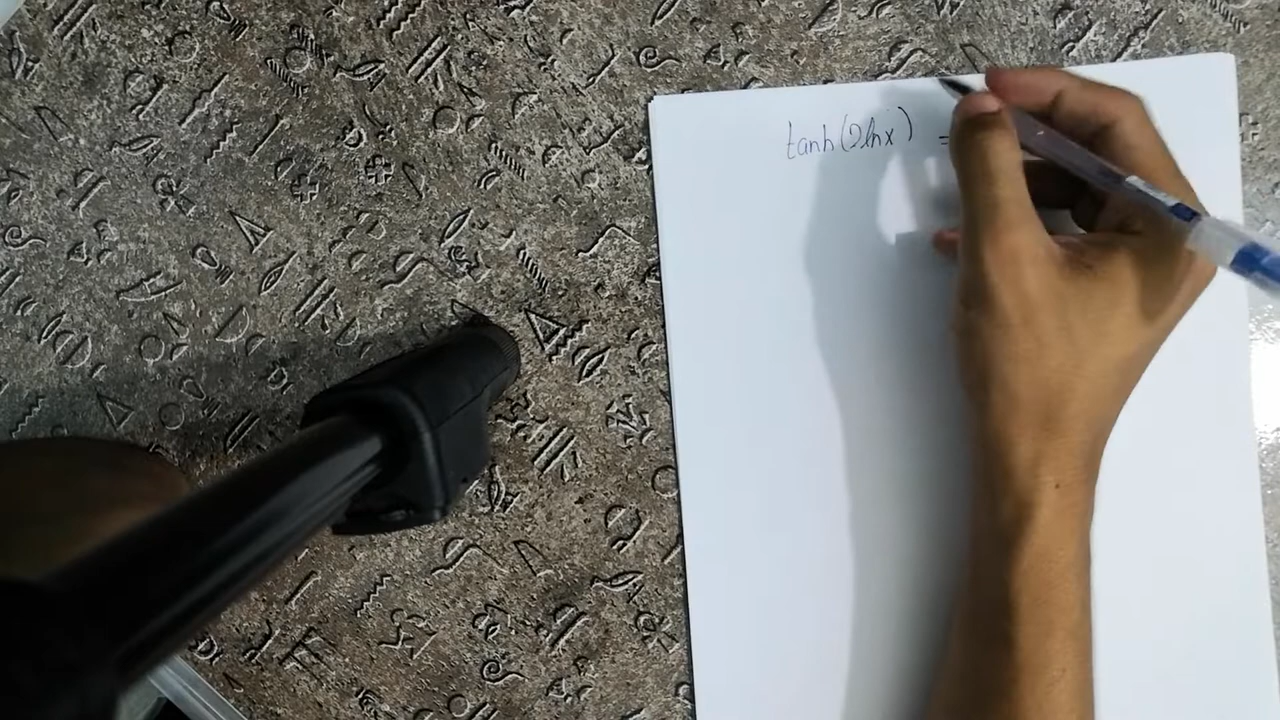 tanh(2lnx) =